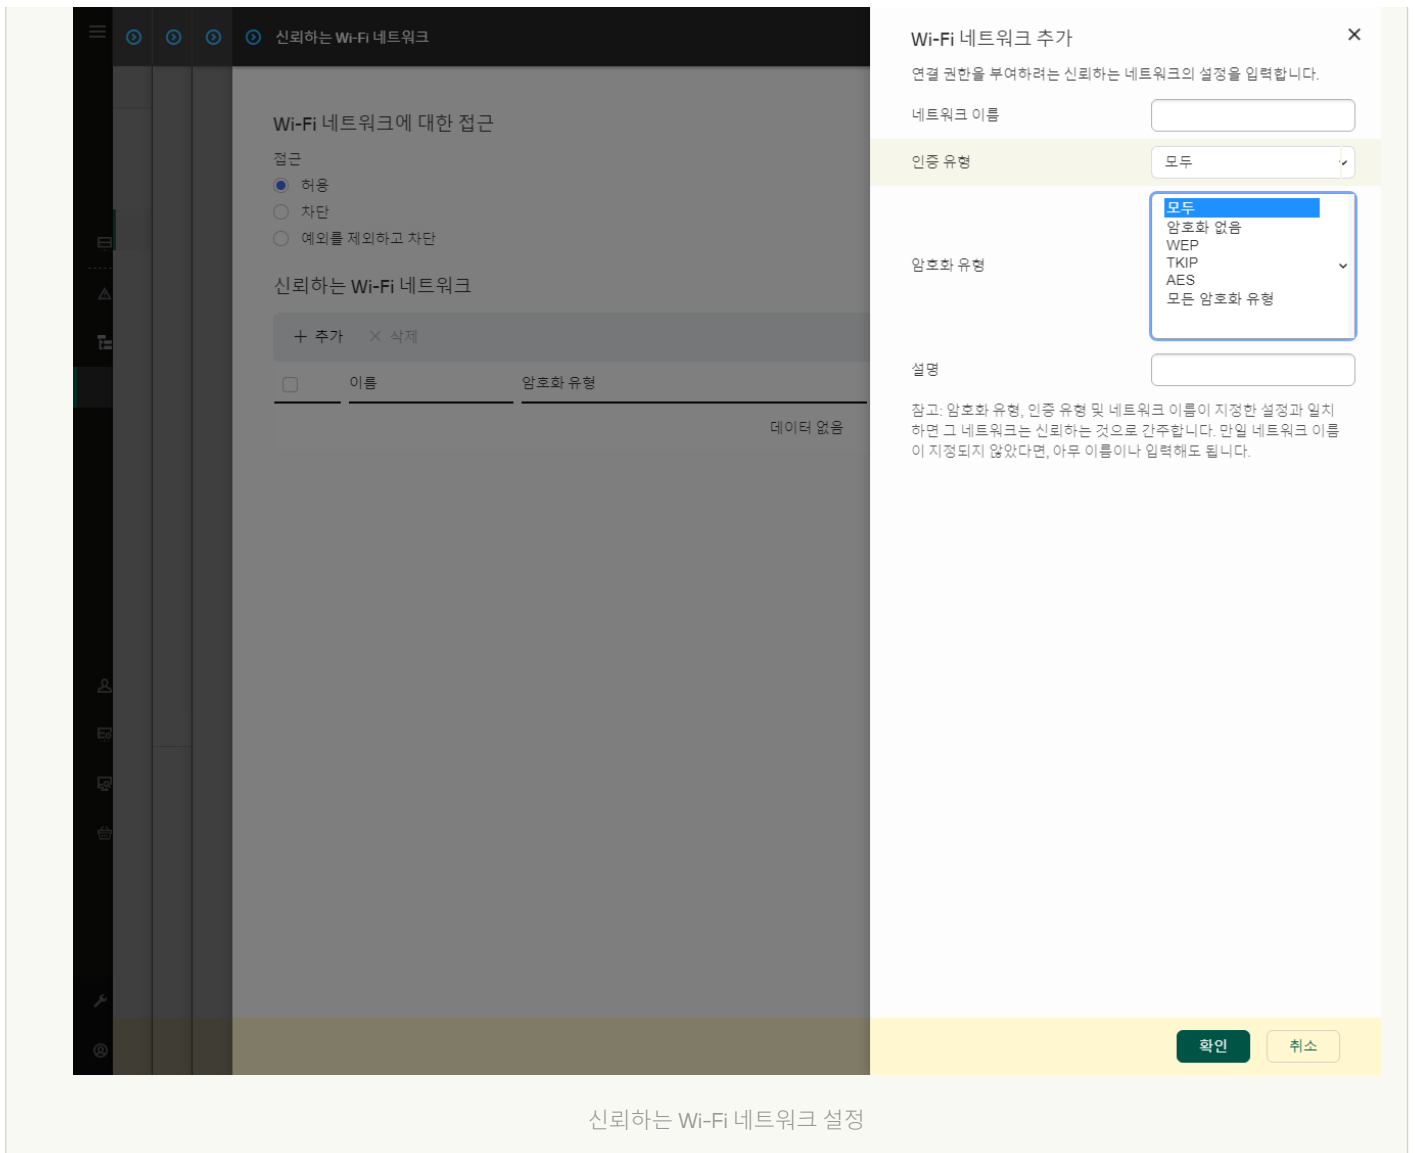 신뢰하는 Wi-Fi 네트워크
Wi-Fi 네트워크에 대한 접근
접근
허용
차단
예외를 제외하고 차단
신뢰하는 Wi-Fi 네트워크
추가 삭제
이름 암호화 유형
데이터 없음
Wi-Fi 네트워크 추가
연결 권한을 부여하려는 신뢰하는 네트워크의 설정을 입력합니다.
네트워크 이름
인증 유형 모두
암호화 유형
모두
암호화 없음
WEP
TKIP
AES
모든 암호화 유형
설명
참고: 암호화 유형, 인증 유형 및 네트워크 이름이 지정한 설정과 일치
하면 그 네트워크는 신뢰하는 것으로 간주합니다. 만일 네트워크 이름
이 지정되지 않았다면, 아무 이름이나 입력해도 됩니다.
확인 취소
신뢰하는 Wi-Fi 네트워크 설정